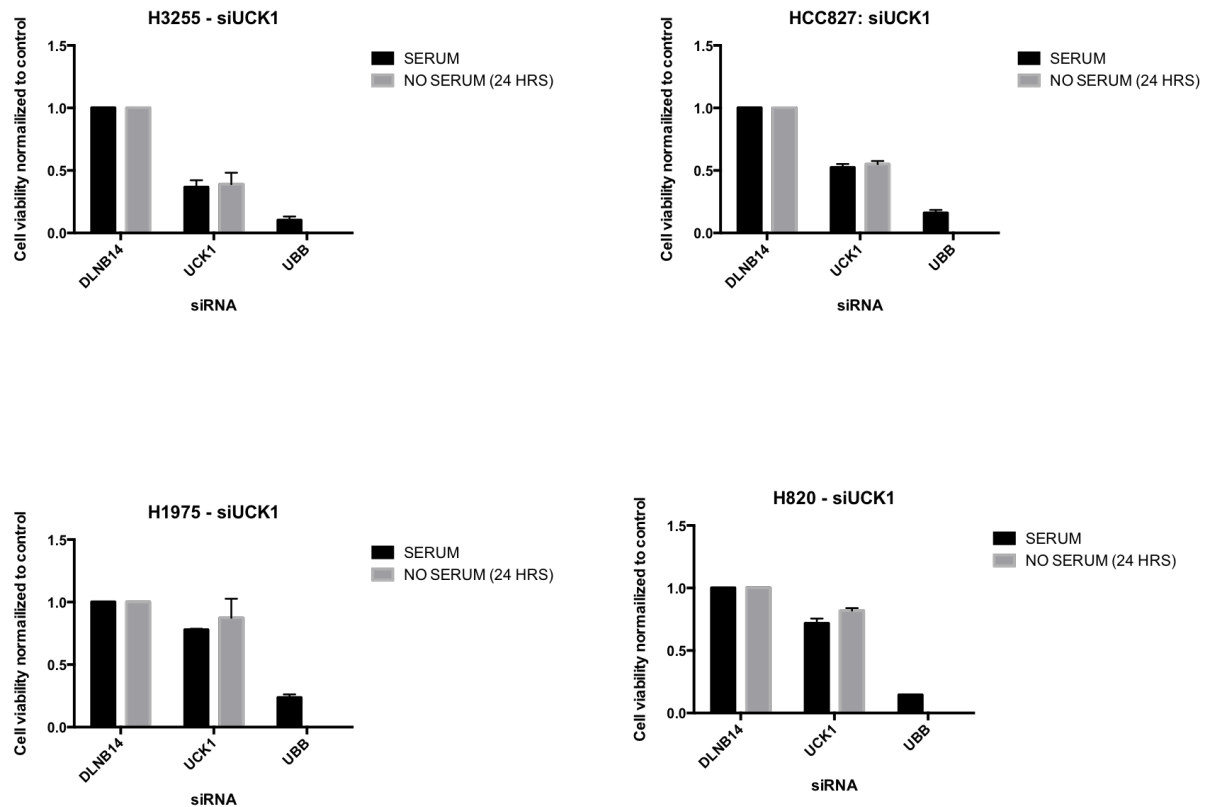 H3255 - siUCK1
Cell viability normailized to control
1.5
1.0
0.5
0.0
DLNB14
UCK1
UBB
siRNA
SERUM
NO SERUM (24 HRS)
HCC827: siUCK1
Cell viability normailized to control
1.5
1.0
0.5
0.0
DLNB14
UCK1
UBB
siRNA
SERUM
NO SERUM (24 HRS)
H1975 - siUCK1
Cell viability normailized to control
1.5
1.0
0.5
0.0
DLNB14
UCK1
UBB
siRNA
SERUM
NO SERUM (24 HRS)
H820 - siUCK1
Cell viability normailized to control
1.5
1.0
0.5
0.0
DLNB14
UCK1
UBB
siRNA
SERUM
NO SERUM (24 HRS)